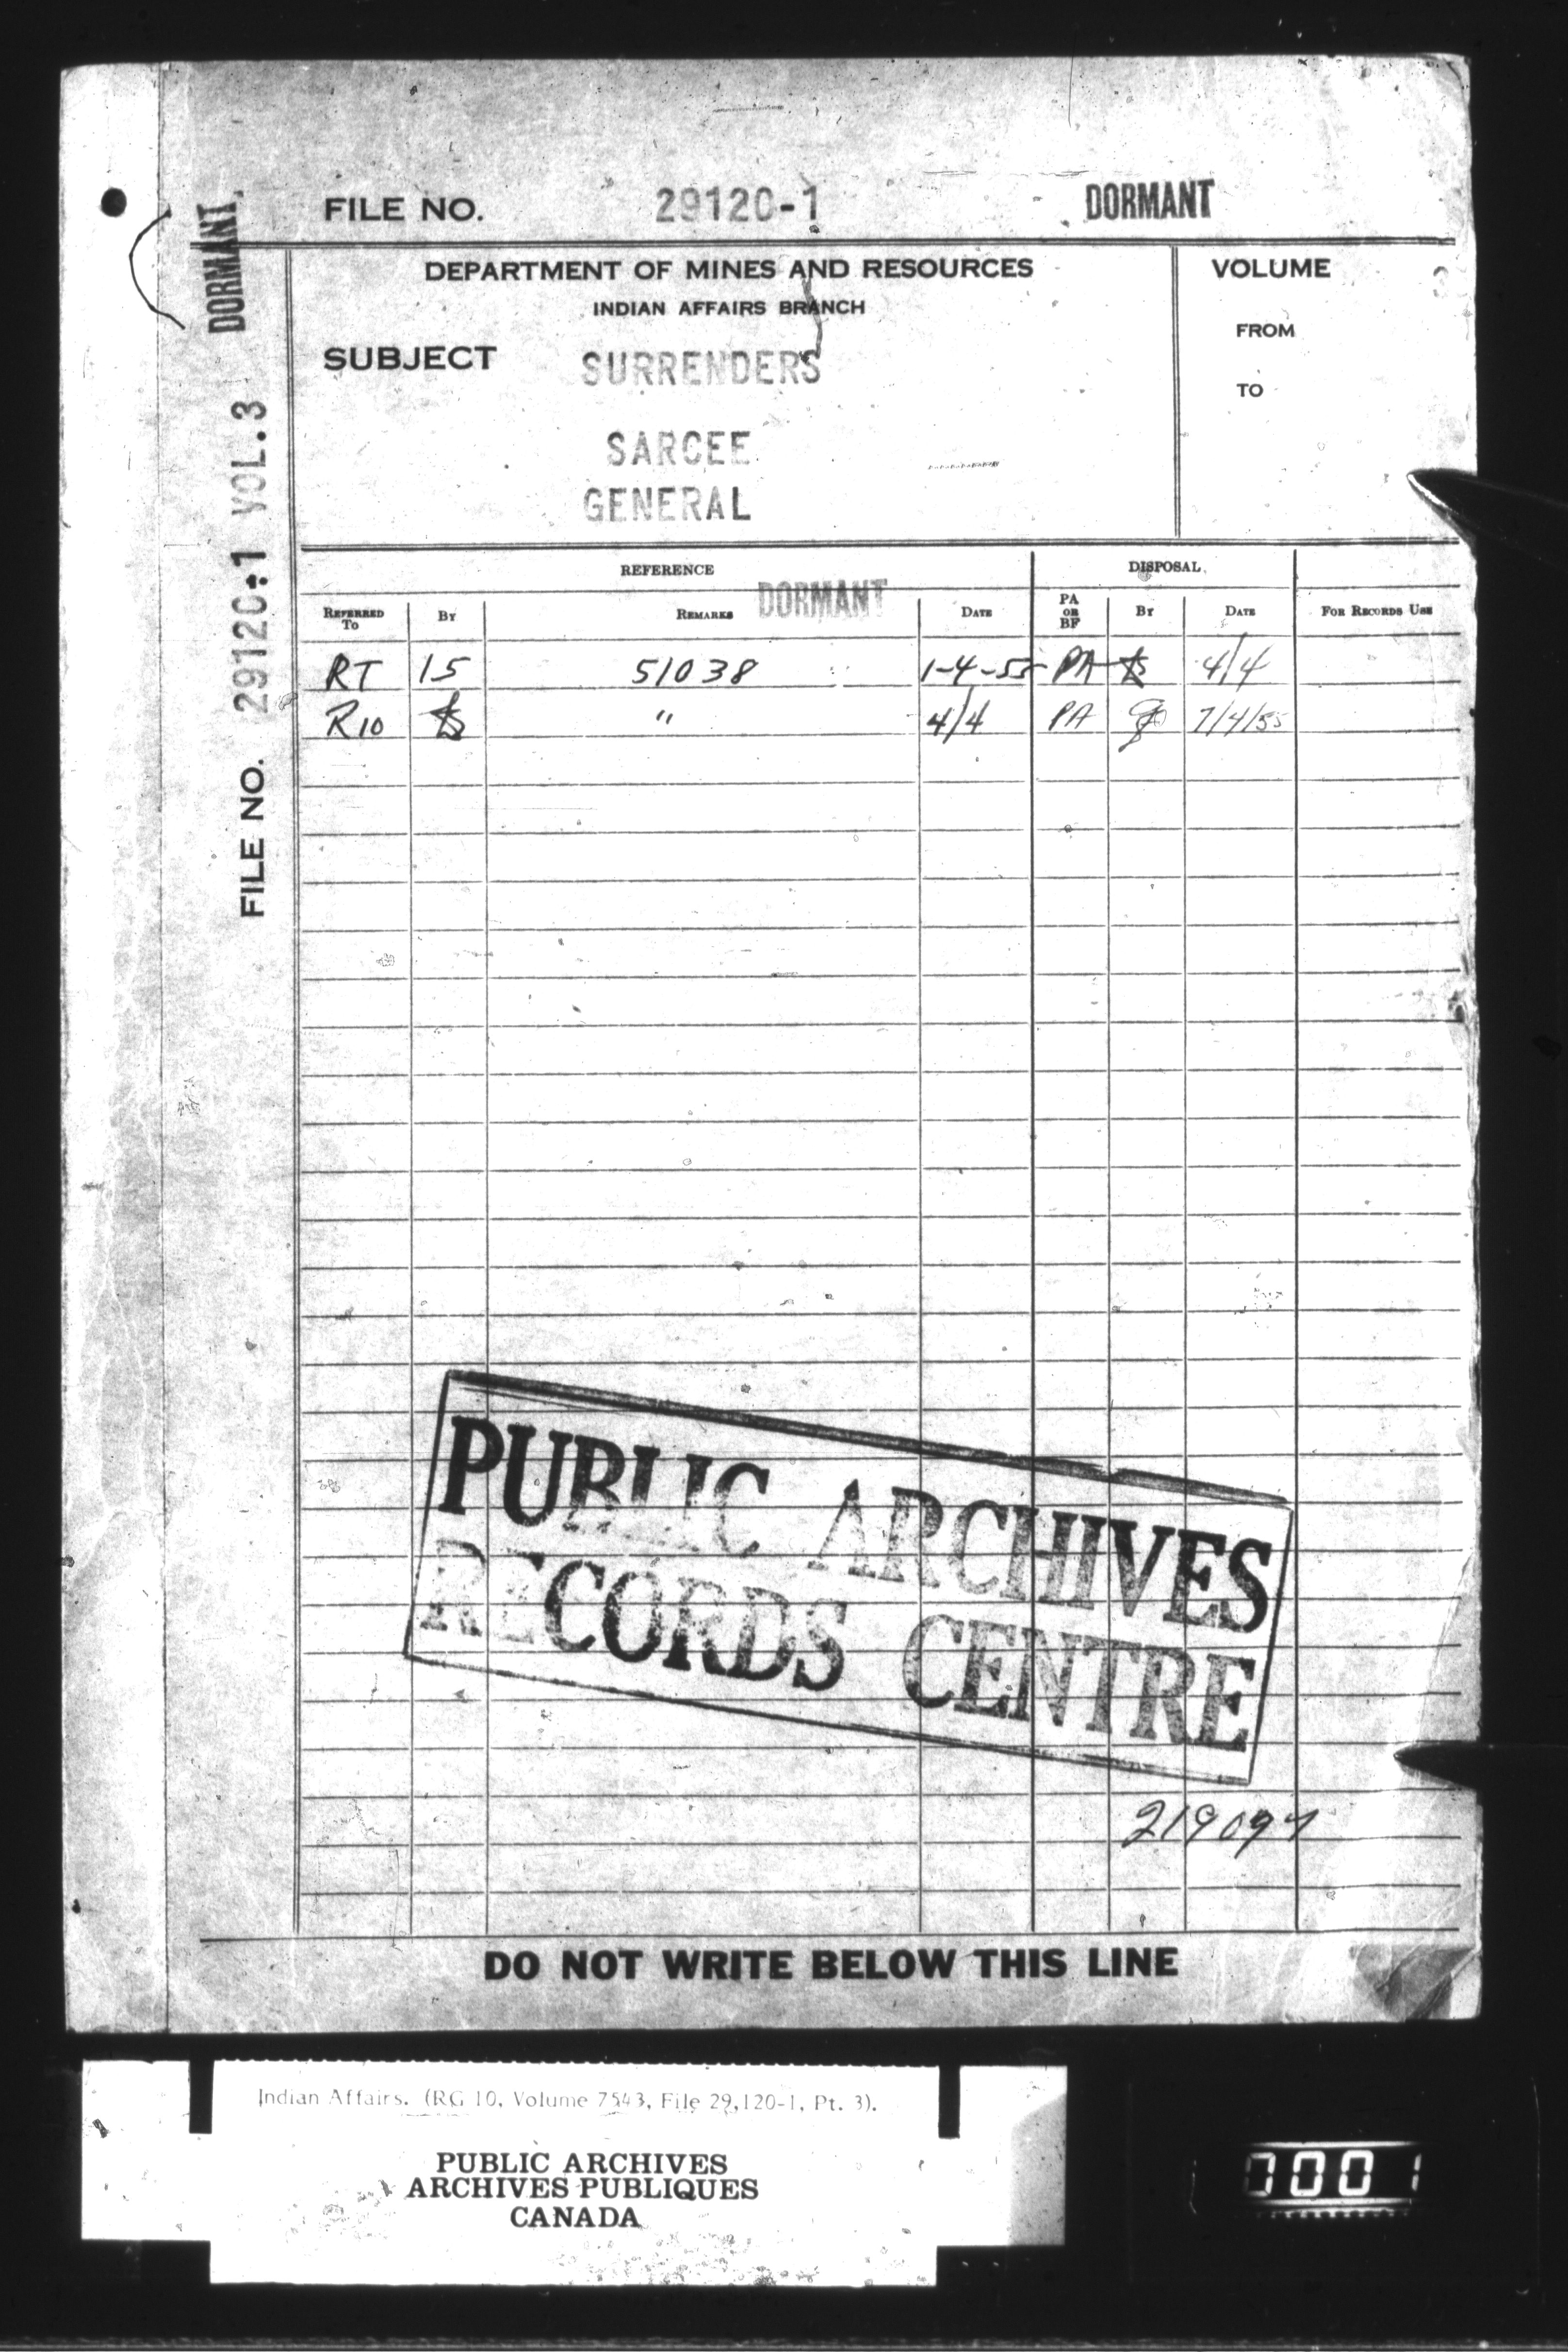 FILE NO. 29120-1 DORMANT
DORMANT.
FILE NO. 29120-1 VOL.3
DEPARTMENT OF MINES AND RESOURCES
INDIAN AFFAIRS BRANCH
SUBJECT SURRENDERS
SARCEE
GENERAL
VOLUME 3
FROM
TO
REFERENCE DISPOSAL
DORMANT
REFERRED TO BY REMARKS DATE PA OR BF BY DATE FOR RECORDS USE
RT 15 51038 1-4-55 PA 4/4
R10 " 4/4 PA 7/4/55
PUBLIC ARCHIVES
RECORDS CENTRE
219097
DO NOT WRITE BELOW THIS LINE
Indian Affairs. (RG 10, Volume 7543, File 29,120-1, Pt. 3).
PUBLIC ARCHIVES
ARCHIVES PUBLIQUES
CANADA
0001